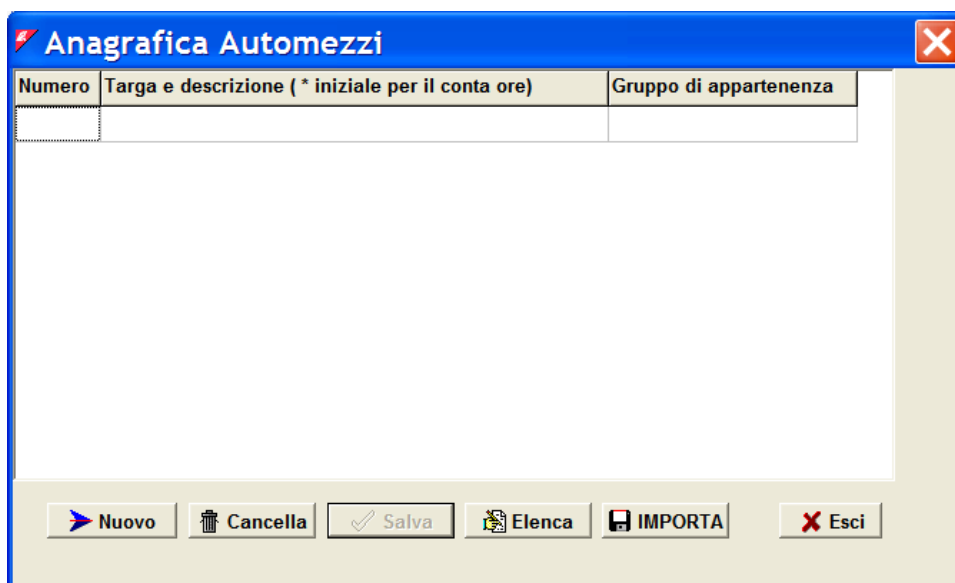 Anagrafica Automezzi
Numero Targa e descrizione ( * iniziale per il conta ore) Gruppo di appartenenza
Nuovo Cancella Salva Elenca IMPORTA Esci